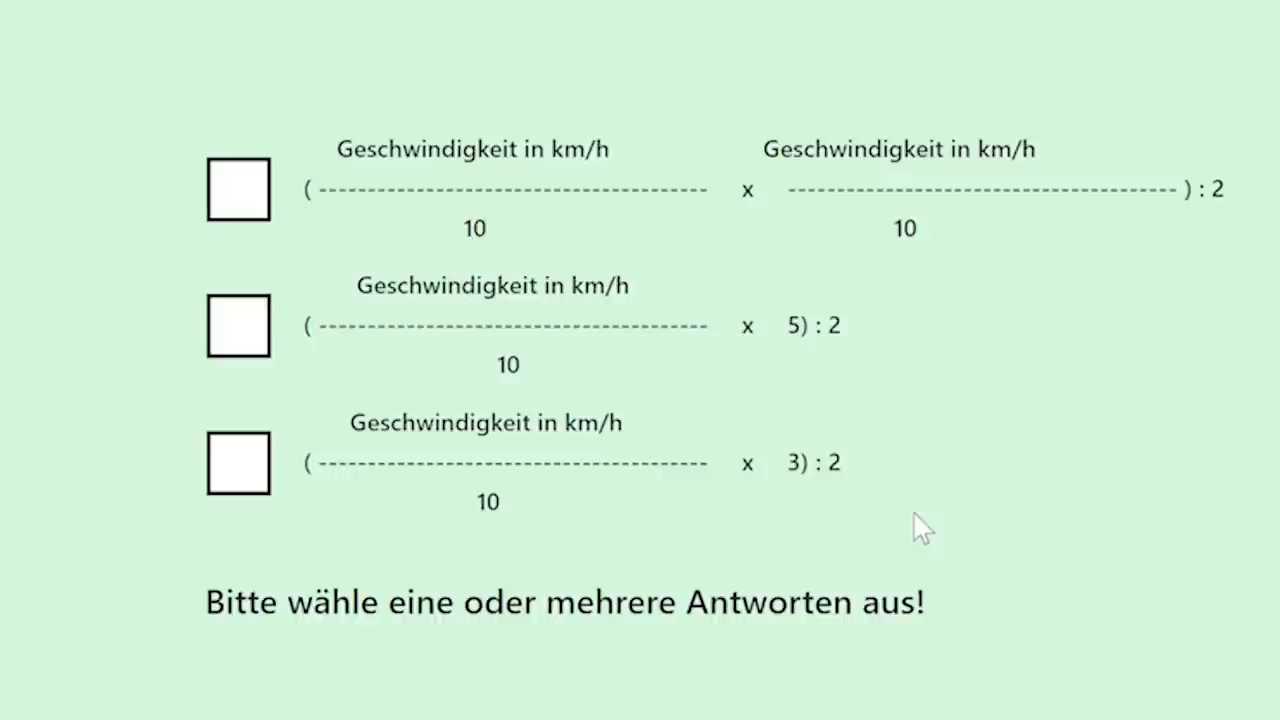 Geschwindigkeit in km/h Geschwindigkeit in km/h
( --------------------------------------- x --------------------------------------- ) : 2
10 10
Geschwindigkeit in km/h
( --------------------------------------- x 5) : 2
10
Geschwindigkeit in km/h
( --------------------------------------- x 3) : 2
10
Bitte wähle eine oder mehrere Antworten aus!